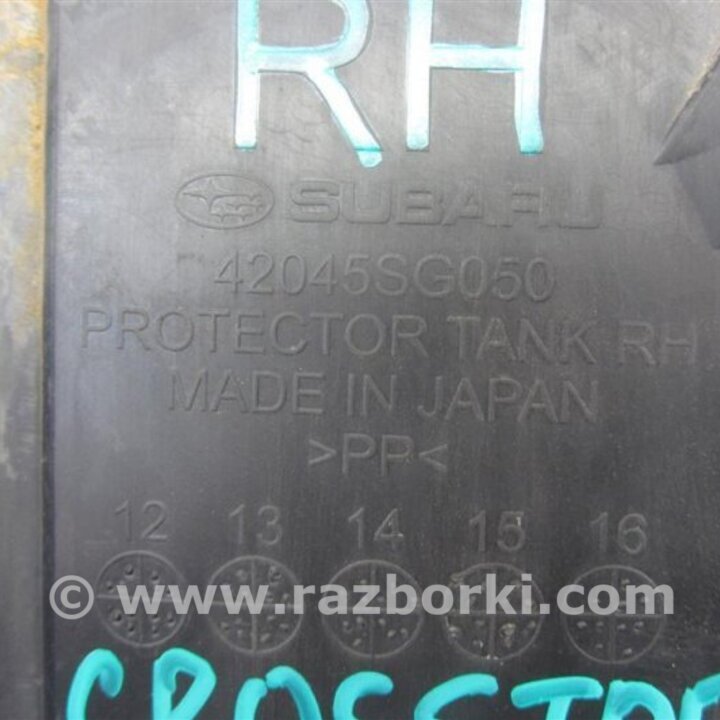 RH
SUBARU
42045SG050
PROTECTOR TANK RH
MADE IN JAPAN
>PP<
12 13 14 15 16
© www.razborki.com